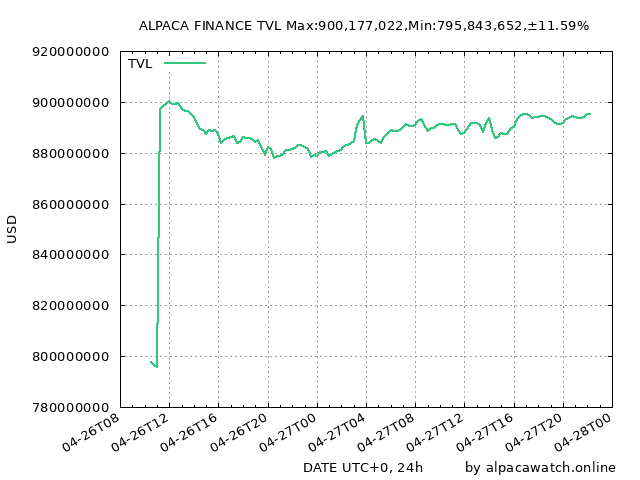 ALPACA FINANCE TVL Max:900,177,022,Min:795,843,652,±11.59%
TVL
920000000
900000000
880000000
860000000
840000000
820000000
800000000
780000000
USD
04-26T08
04-26T12
04-26T16
04-26T20
04-27T00
04-27T04
04-27T08
04-27T12
04-27T16
04-27T20
04-28T00
DATE UTC+0, 24h
by alpacawatch.online